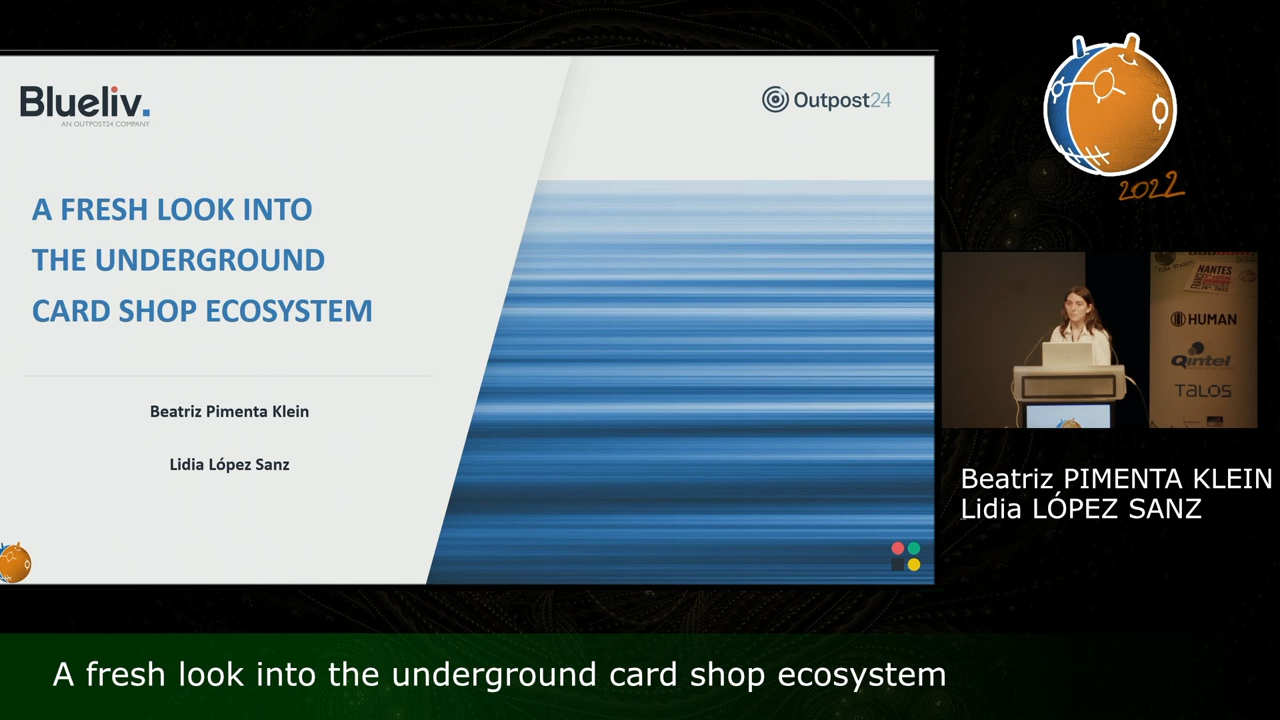 Blueliv.
AN OUTPOST24 COMPANY
Outpost24
A FRESH LOOK INTO
THE UNDERGROUND
CARD SHOP ECOSYSTEM
Beatriz Pimenta Klein
Lidia López Sanz
2022
NANTES
HUMAN
Qintel
TALOS
Beatriz PIMENTA KLEIN
Lidia LÓPEZ SANZ
A fresh look into the underground card shop ecosystem